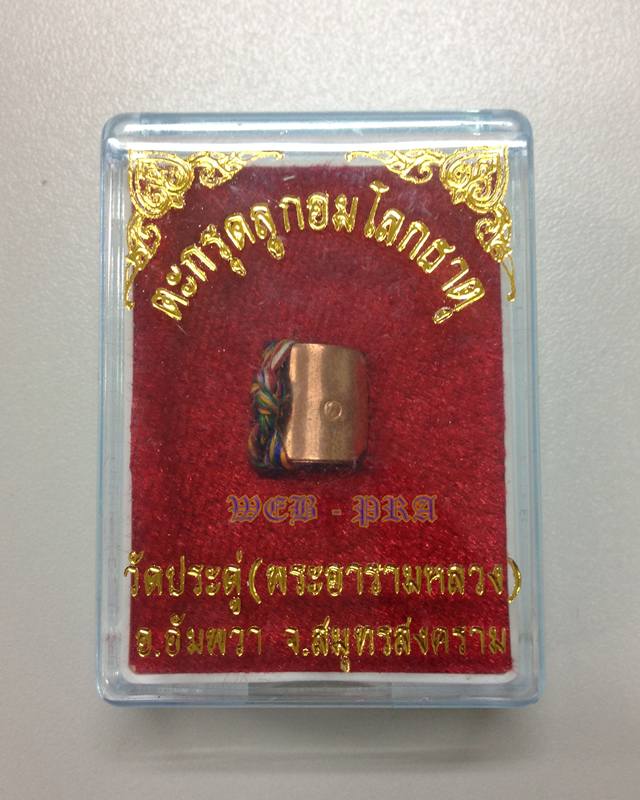 ตะกรุดลูกอมโลกธาตุ
WEB - PRA
วัดประดู่(พระอารามหลวง)
อ.อัมพวา จ.สมุทรสงคราม